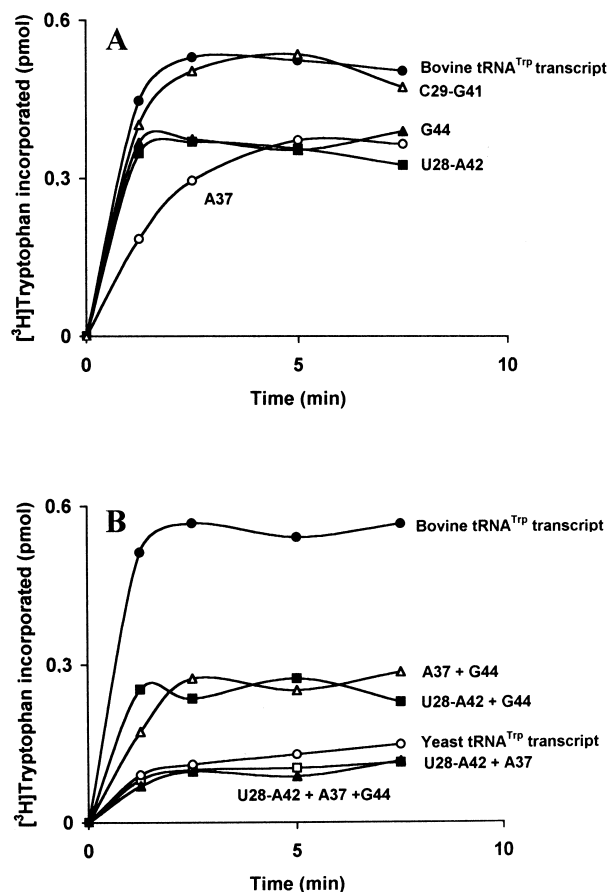 A
0.6
0.3
0
[³H]Tryptophan incorporated (pmol)
Bovine tRNA^Trp transcript
C29-G41
G44
U28-A42
A37
0
5
10
Time (min)
B
0.6
0.3
0
[³H]Tryptophan incorporated (pmol)
Bovine tRNA^Trp transcript
A37 + G44
U28-A42 + G44
Yeast tRNA^Trp transcript
U28-A42 + A37
U28-A42 + A37 +G44
0
5
10
Time (min)